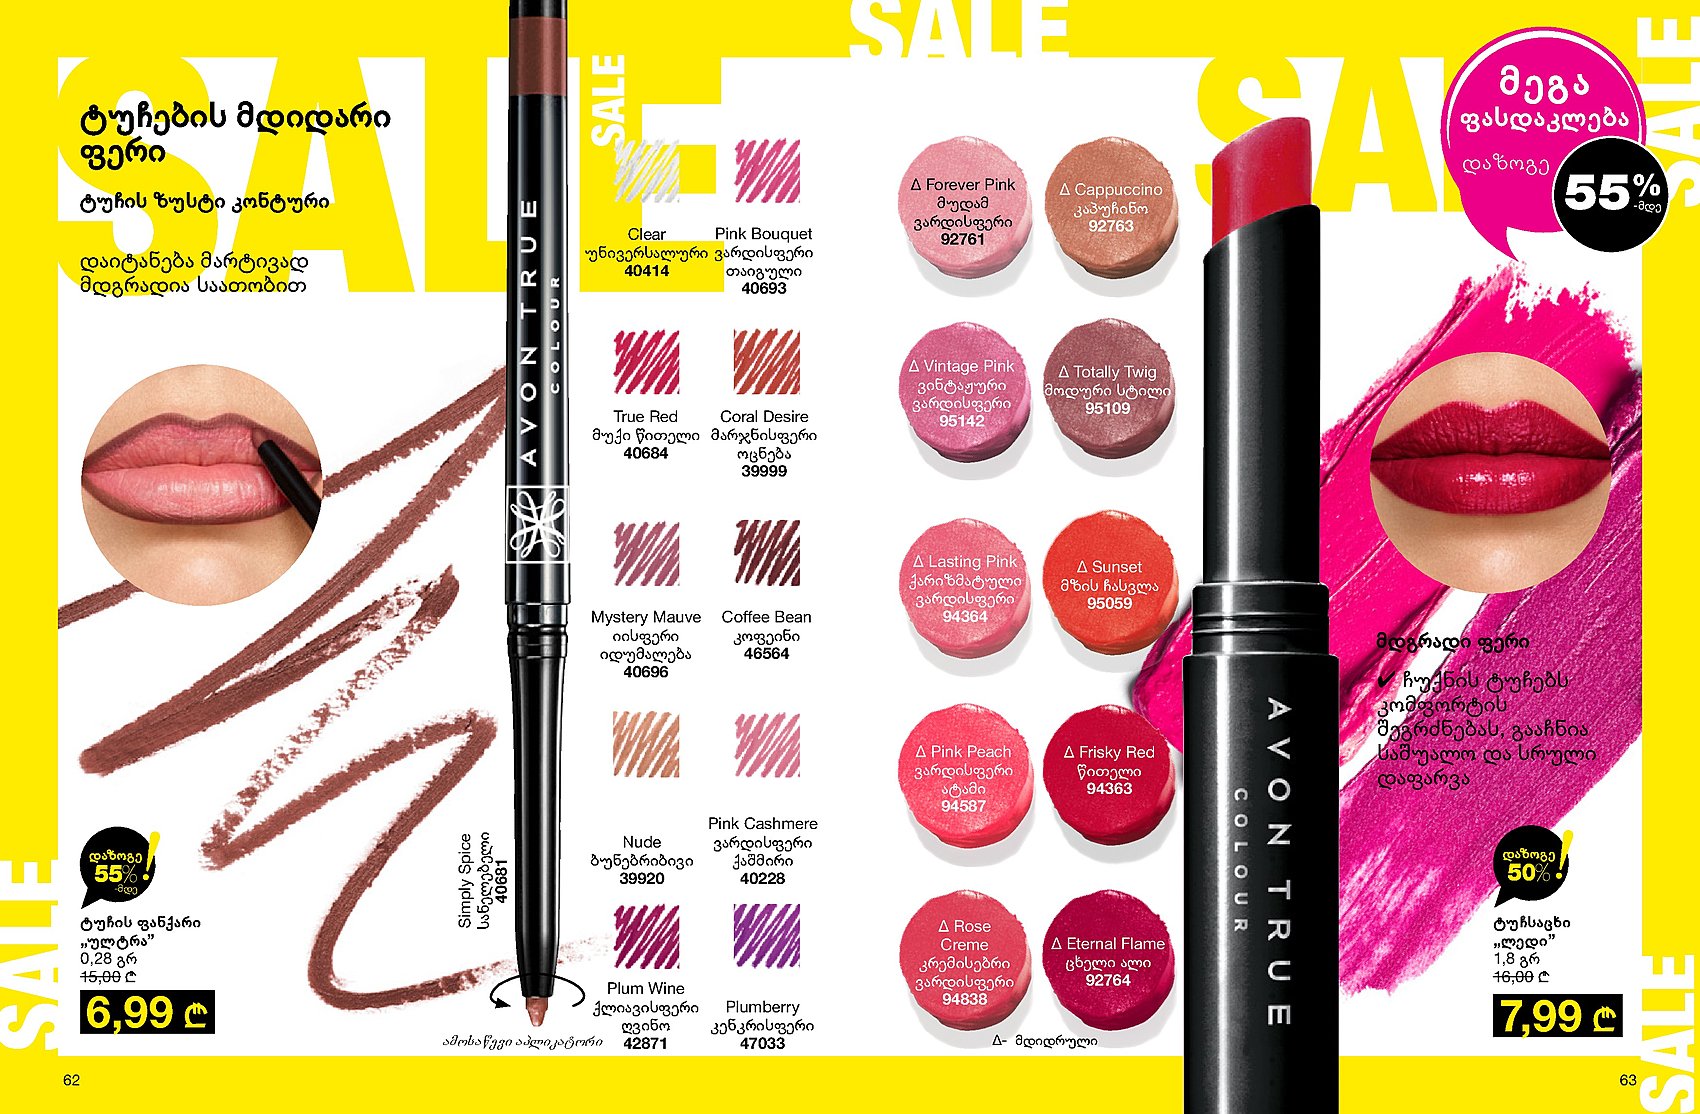 SALE
SALE
SALE
SALE
SALE
SALE
ტუჩების მდიდარი
ფერი
ტუჩის ზუსტი კონტური
დაიტანება მარტივად
მდგრადია საათობით
AVON TRUE
COLOUR
Clear
უნივერსალური
40414
Pink Bouquet
ვარდისფერი
თაიგული
40693
True Red
მუქი წითელი
40684
Coral Desire
მარჯნისფერი
ოცნება
39999
Mystery Mauve
იისფერი
იდუმალება
40696
Coffee Bean
კოფეინი
46564
Nude
ბუნებრიბივი
39920
Pink Cashmere
ვარდისფერი
ქაშმირი
40228
Plum Wine
ქლიავისფერი
ღვინო
42871
Plumberry
კენკრისფერი
47033
Simply Spice
სანელებელი
40681
ამოსაწევი აპლიკატორი
დაზოგე
55%
-მდე
ტუჩის ფანქარი
„ულტრა”
0,28 გრ
15,00 ₾
6,99 ₾
62
Δ Forever Pink
მუდამ
ვარდისფერი
92761
Δ Cappuccino
კაპუჩინო
92763
Δ Vintage Pink
ვინტაჟური
ვარდისფერი
95142
Δ Totally Twig
მოდური სტილი
95109
Δ Lasting Pink
ქარიზმატული
ვარდისფერი
94364
Δ Sunset
მზის ჩასვლა
95059
Δ Pink Peach
ვარდისფერი
ატამი
94587
Δ Frisky Red
წითელი
94363
Δ Rose
Creme
კრემისებრი
ვარდისფერი
94838
Δ Eternal Flame
ცხელი ალი
92764
Δ- მდიდრული
AVON TRUE
COLOUR
მეგა
ფასდაკლება
დაზოგე
55%
-მდე
მდგრადი ფერი
✔ ჩუქნის ტუჩებს
კომფორტის
შეგრძნებას, გააჩნია
საშუალო და სრული
დაფარვა
დაზოგე
50%
ტუჩსაცხი
„ლედი”
1,8 გრ
16,00 ₾
7,99 ₾
63
SALE
SALE